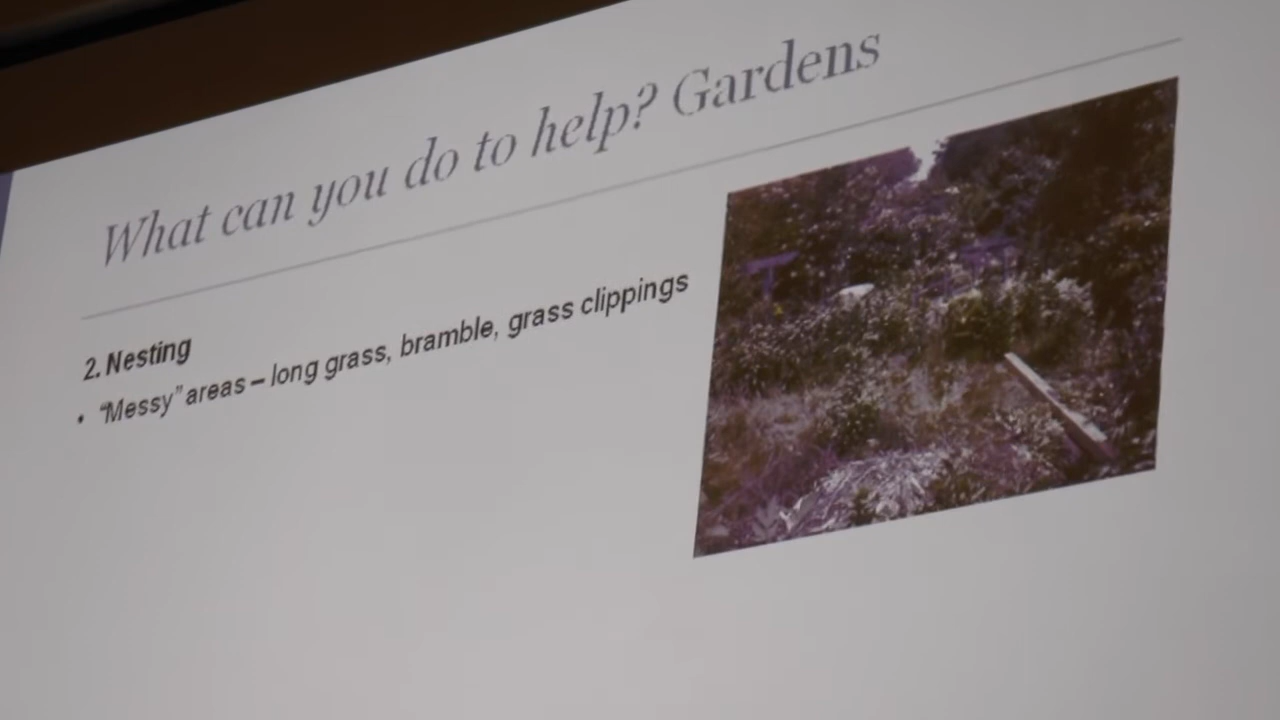 What can you do to help? Gardens
2. Nesting
• “Messy” areas – long grass, bramble, grass clippings